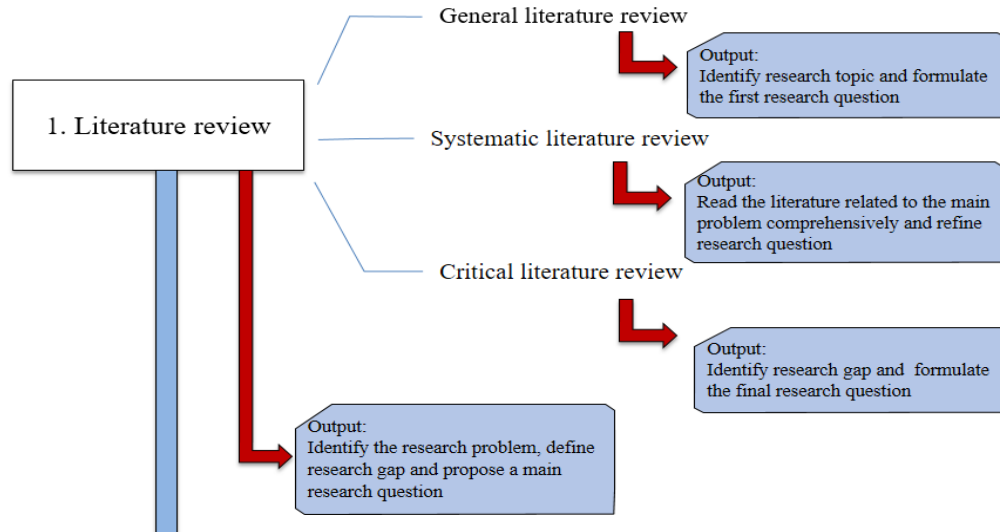 General literature review
Output:
Identify research topic and formulate
the first research question
1. Literature review
Systematic literature review
Output:
Read the literature related to the main
problem comprehensively and refine
research question
Critical literature review
Output:
Identify research gap and formulate
the final research question
Output:
Identify the research problem, define
research gap and propose a main
research question